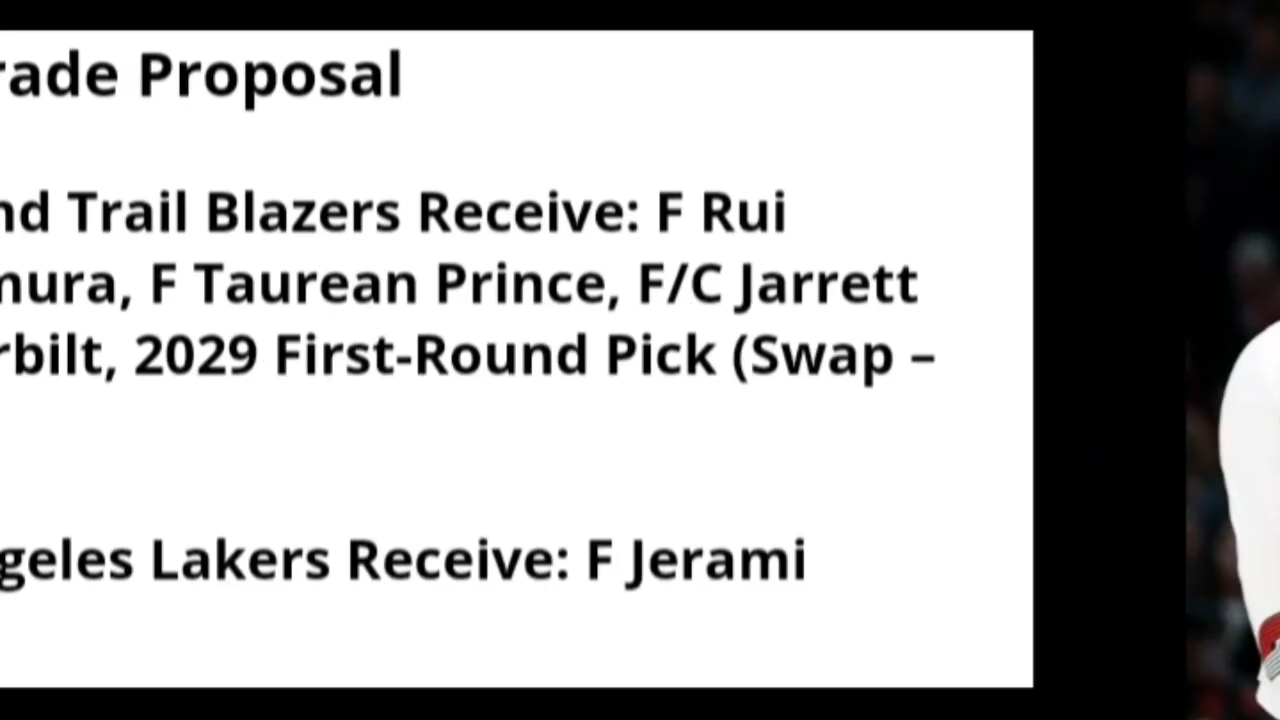 rade Proposal
nd Trail Blazers Receive: F Rui
mura, F Taurean Prince, F/C Jarrett
rbilt, 2029 First-Round Pick (Swap –
geles Lakers Receive: F Jerami